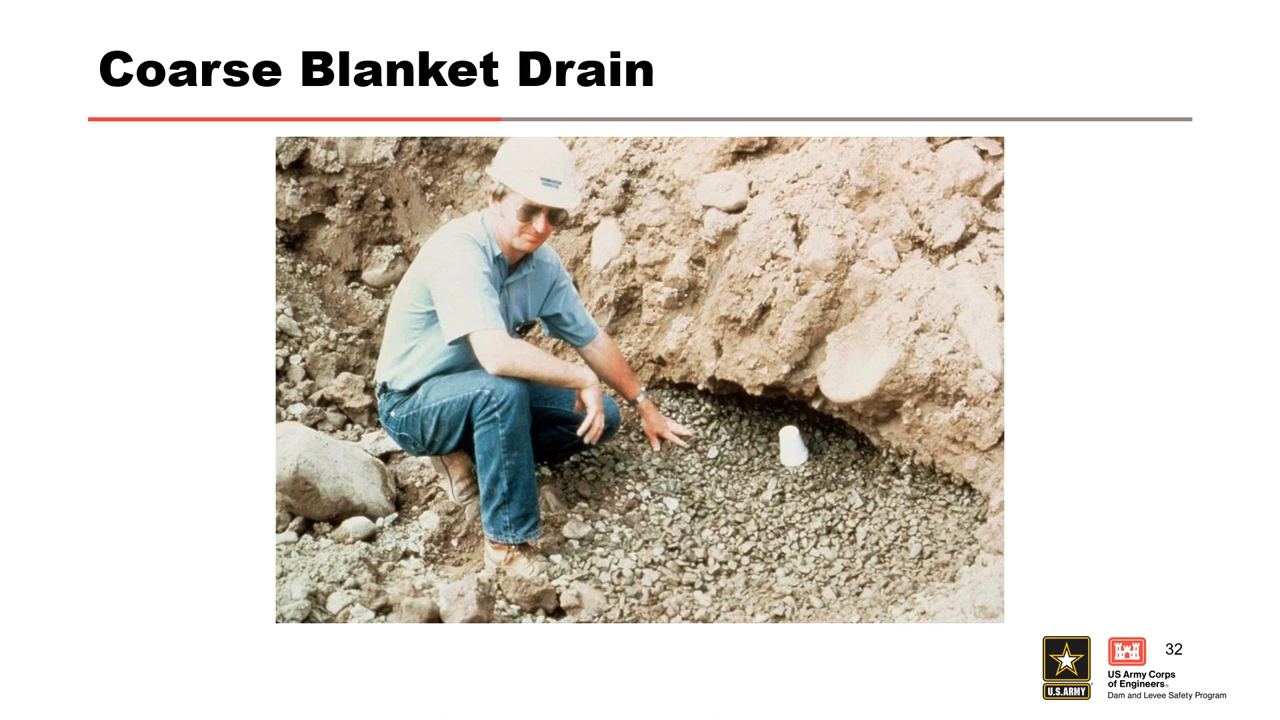 Coarse Blanket Drain
32
U.S.ARMY
US Army Corps
of Engineers®
Dam and Levee Safety Program